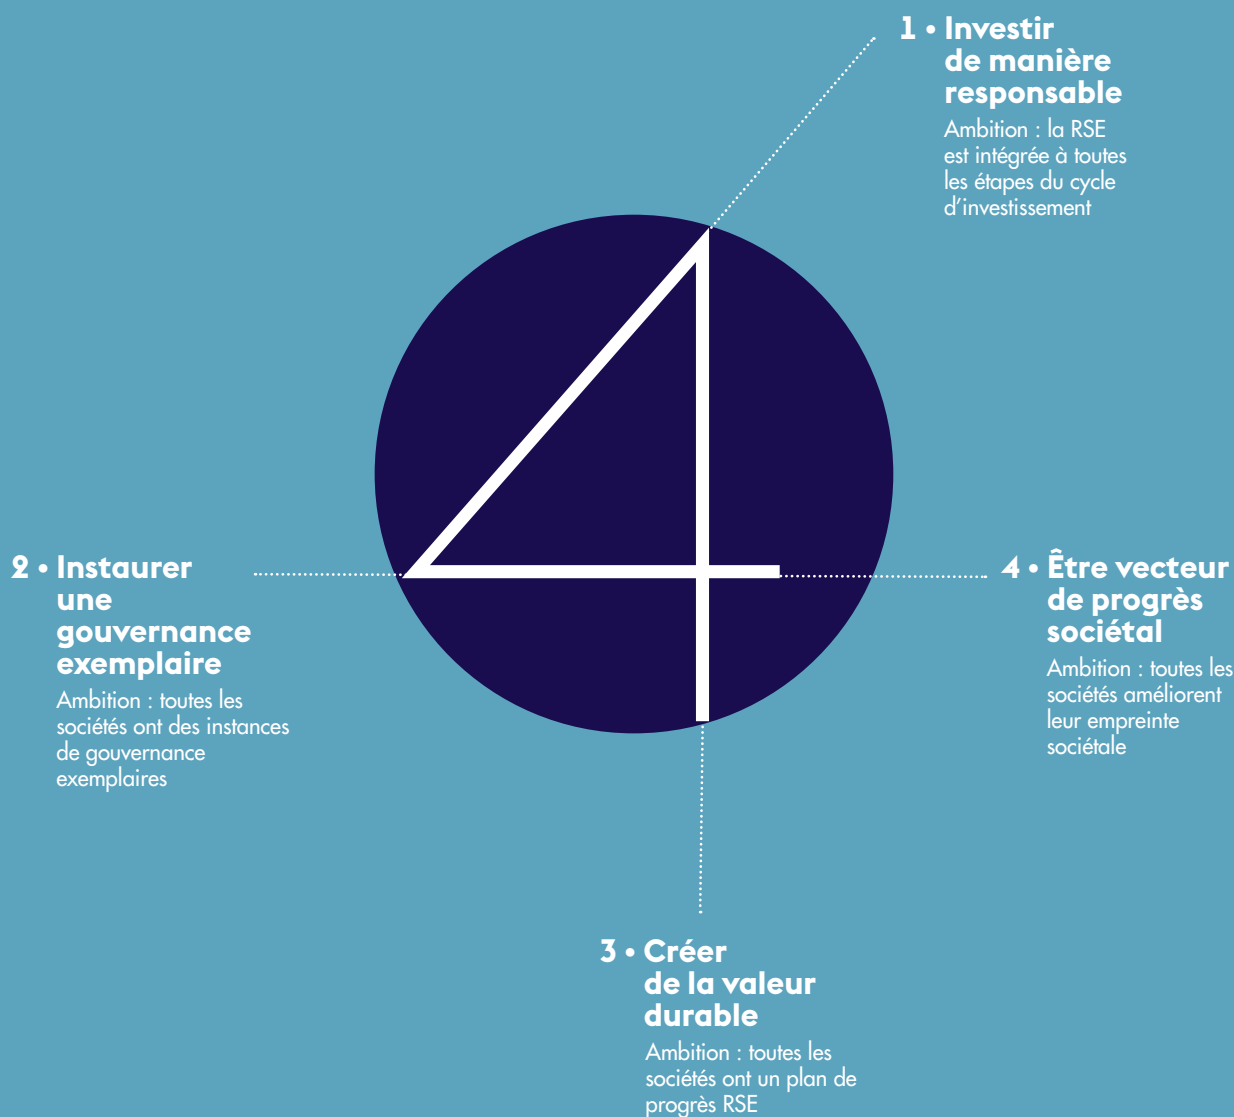 1 • Investir
de manière
responsable
Ambition : la RSE
est intégrée à toutes
les étapes du cycle
d’investissement
4
2 • Instaurer
une
gouvernance
exemplaire
Ambition : toutes les
sociétés ont des instances
de gouvernance
exemplaires
3 • Créer
de la valeur
durable
Ambition : toutes les
sociétés ont un plan de
progrès RSE
4 • Être vecteur
de progrès
sociétal
Ambition : toutes les
sociétés améliorent
leur empreinte
sociétale